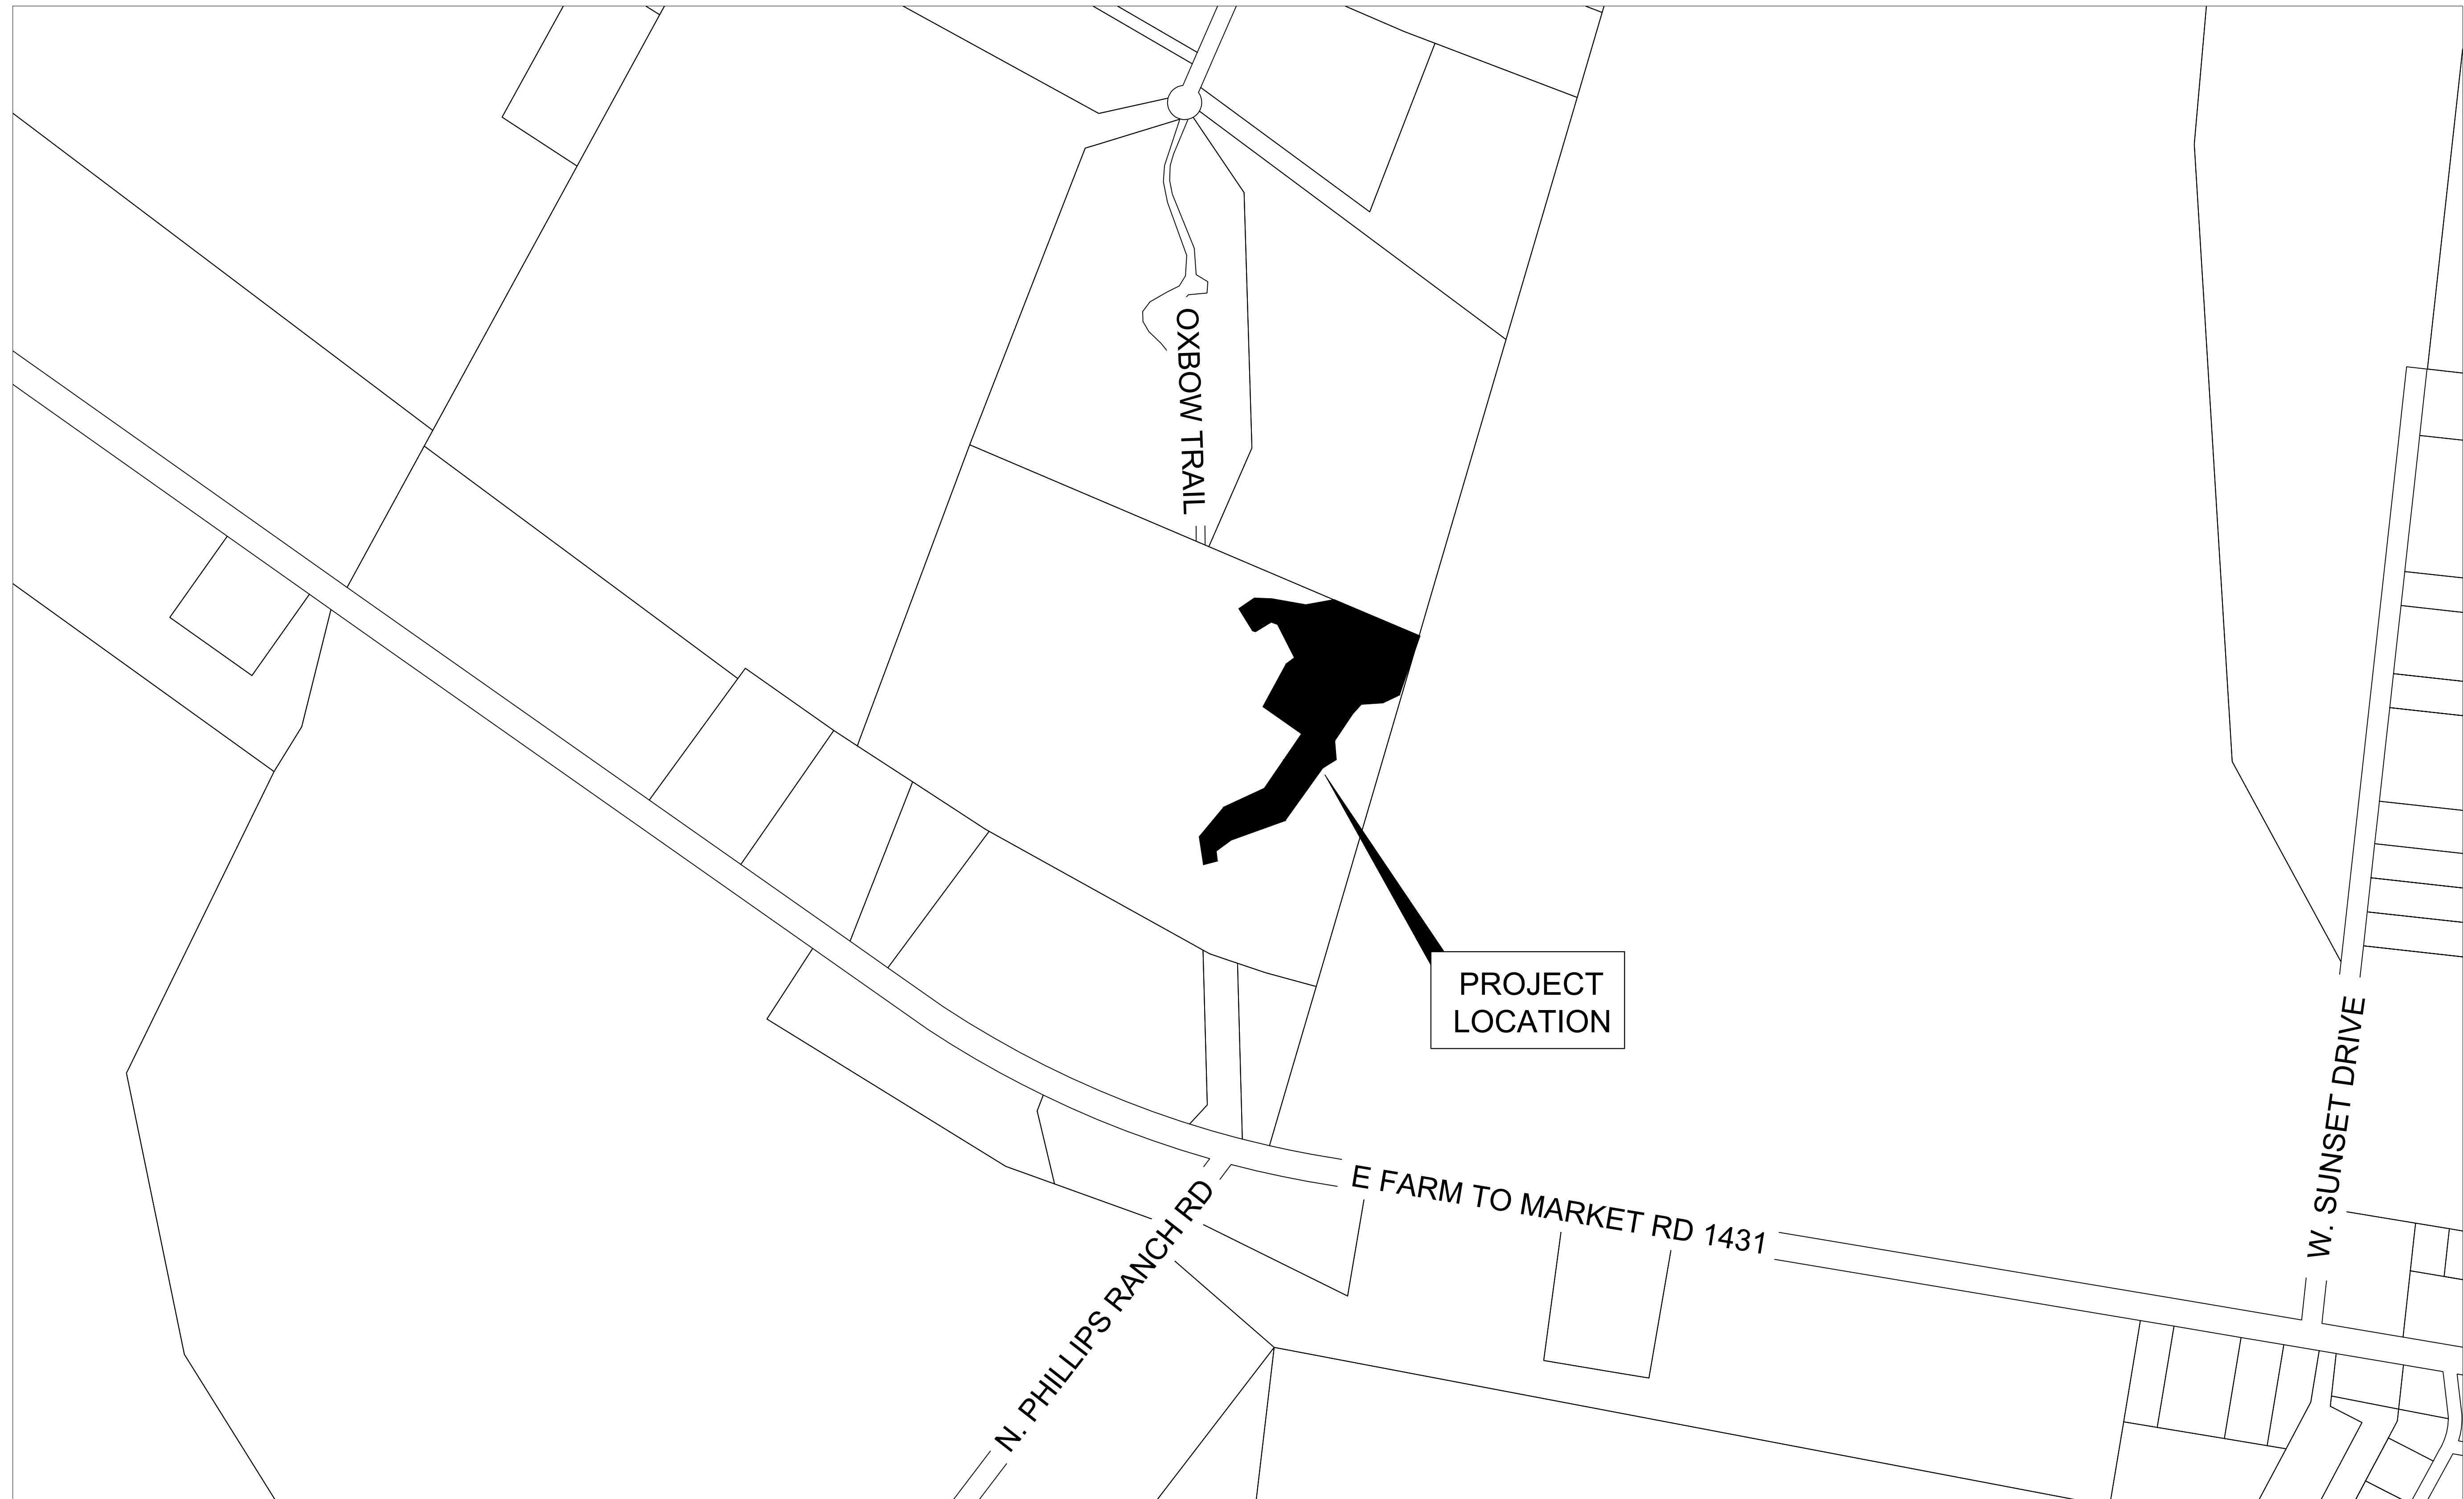 OXBOW TRAIL
PROJECT
LOCATION
W. SUNSET DRIVE
E FARM TO MARKET RD 1431
N. PHILLIPS RANCH RD